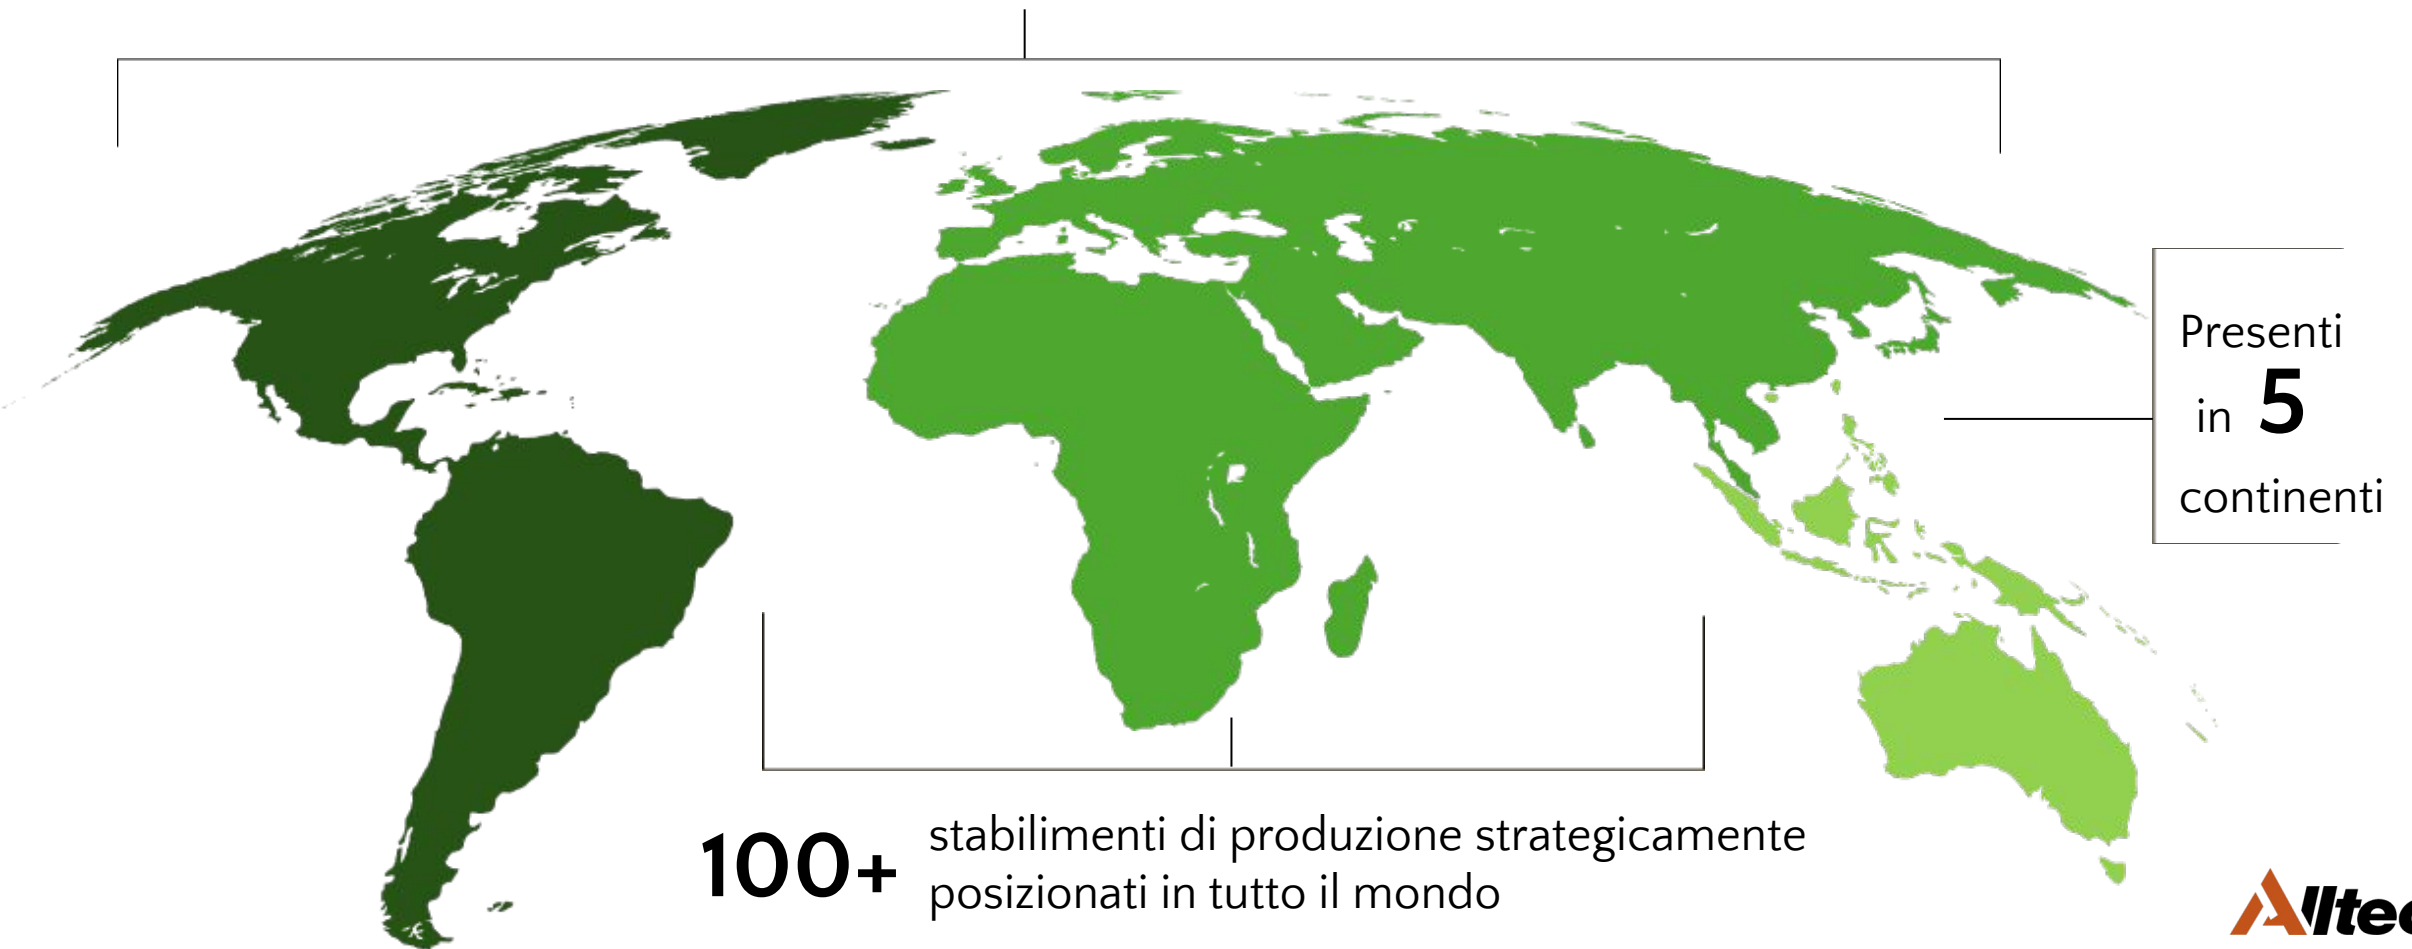 Presenti
in 5
continenti
100+ stabilimenti di produzione strategicamente
posizionati in tutto il mondo